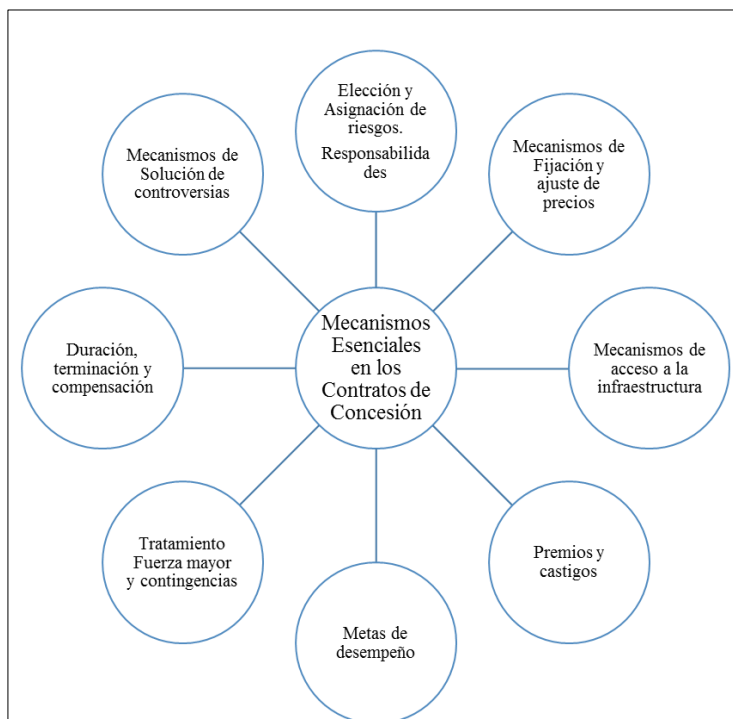 Elección y
Asignación de
riesgos.
Responsabilida
des
Mecanismos de
Fijación y
ajuste de
precios
Mecanismos de
acceso a la
infraestructura
Premios y
castigos
Metas de
desempeño
Tratamiento
Fuerza mayor
y contingencias
Duración,
terminación y
compensación
Mecanismos de
Solución de
controversias
Mecanismos
Esenciales
en los
Contratos de
Concesión